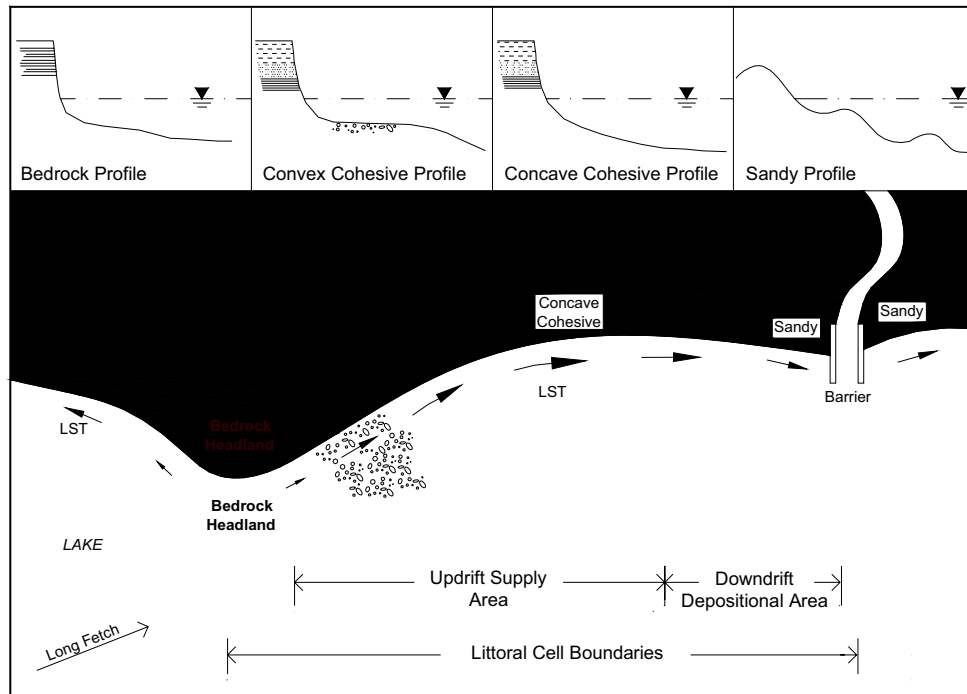 Bedrock Profile
Convex Cohesive Profile
Concave Cohesive Profile
Sandy Profile
Concave
Cohesive
Sandy
Sandy
Barrier
LST
LST
Bedrock
Headland
Bedrock
Headland
LAKE
Updrift Supply
Area
Downdrift
Depositional Area
Long Fetch
Littoral Cell Boundaries